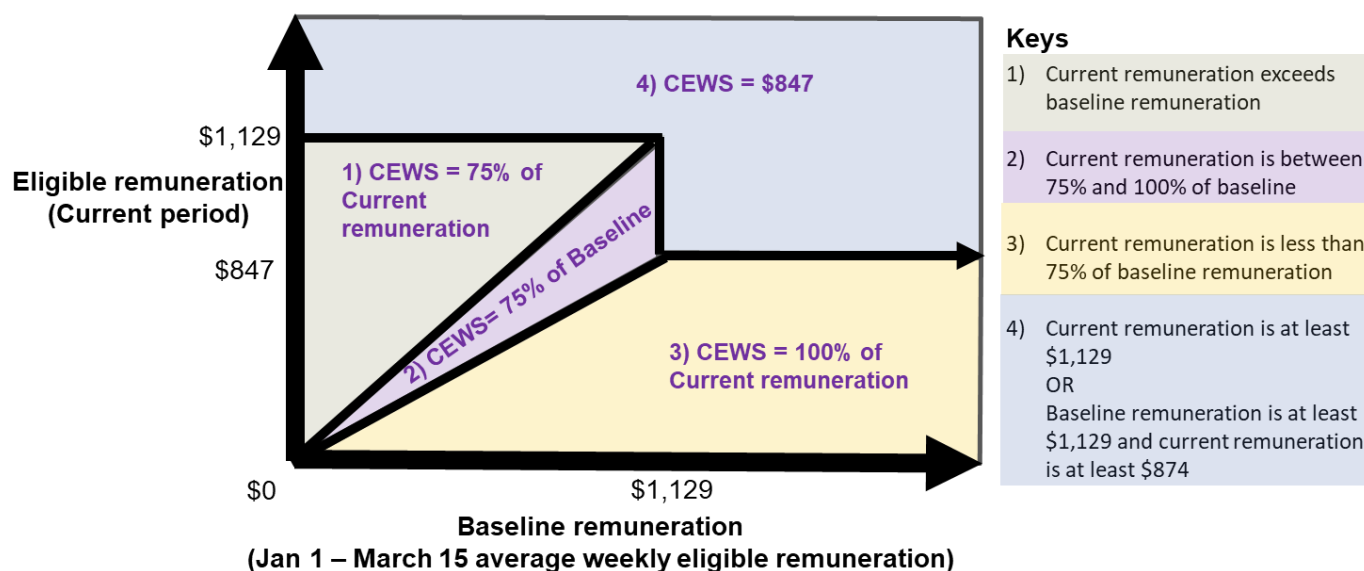 4) CEWS = $847
$1,129
Eligible remuneration
(Current period)
$847
1) CEWS = 75% of
Current
remuneration
2) CEWS= 75% of Baseline
3) CEWS = 100% of
Current remuneration
$0
$1,129
Baseline remuneration
(Jan 1 – March 15 average weekly eligible remuneration)
Keys
1) Current remuneration exceeds
baseline remuneration
2) Current remuneration is between
75% and 100% of baseline
3) Current remuneration is less than
75% of baseline remuneration
4) Current remuneration is at least
$1,129
OR
Baseline remuneration is at least
$1,129 and current remuneration
is at least $874